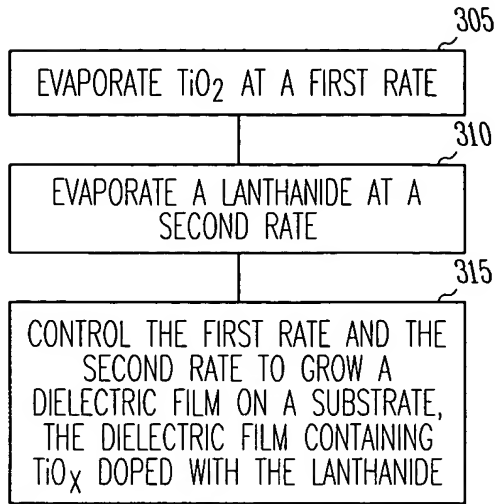 305
EVAPORATE TiO₂ AT A FIRST RATE
310
EVAPORATE A LANTHANIDE AT A
SECOND RATE
315
CONTROL THE FIRST RATE AND THE
SECOND RATE TO GROW A
DIELECTRIC FILM ON A SUBSTRATE,
THE DIELECTRIC FILM CONTAINING
TiOₓ DOPED WITH THE LANTHANIDE